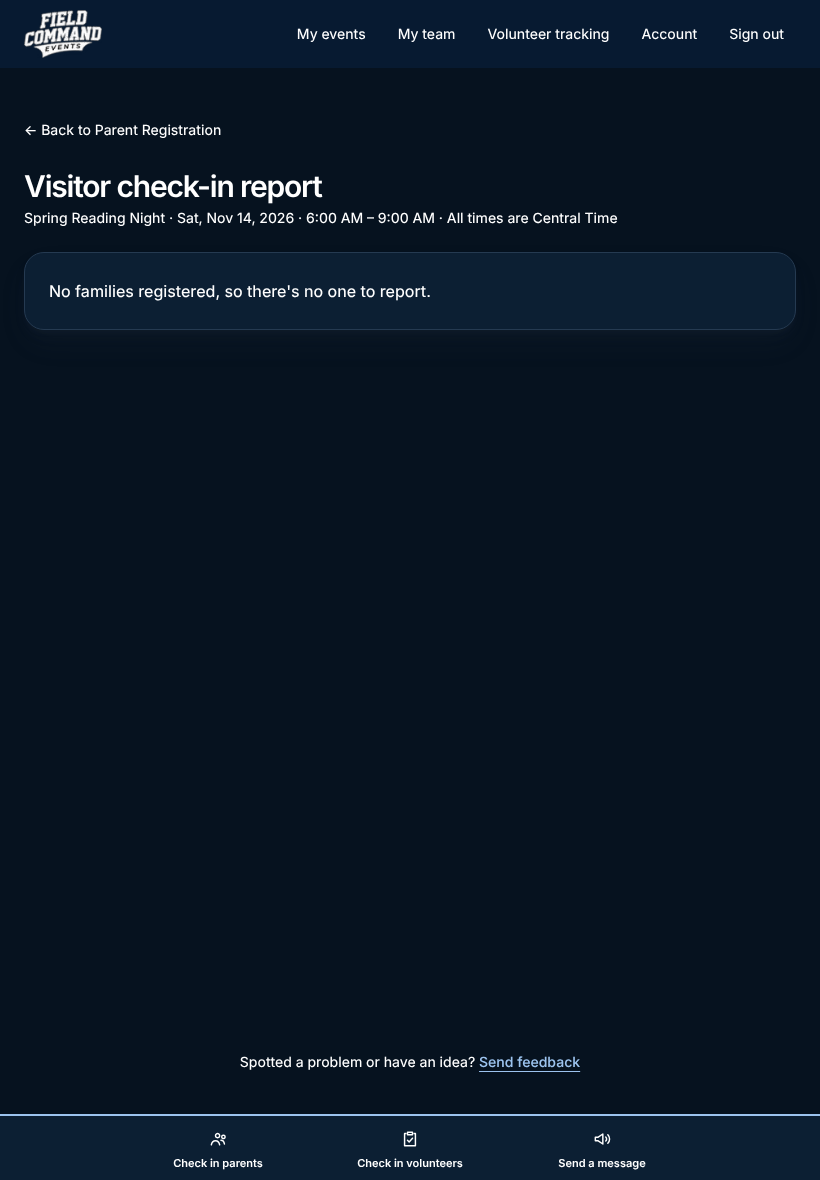 FIELD
COMMAND
EVENTS
My events
My team
Volunteer tracking
Account
Sign out
← Back to Parent Registration
Visitor check-in report
Spring Reading Night · Sat, Nov 14, 2026 · 6:00 AM – 9:00 AM · All times are Central Time
No families registered, so there's no one to report.
Spotted a problem or have an idea? Send feedback
Check in parents
Check in volunteers
Send a message